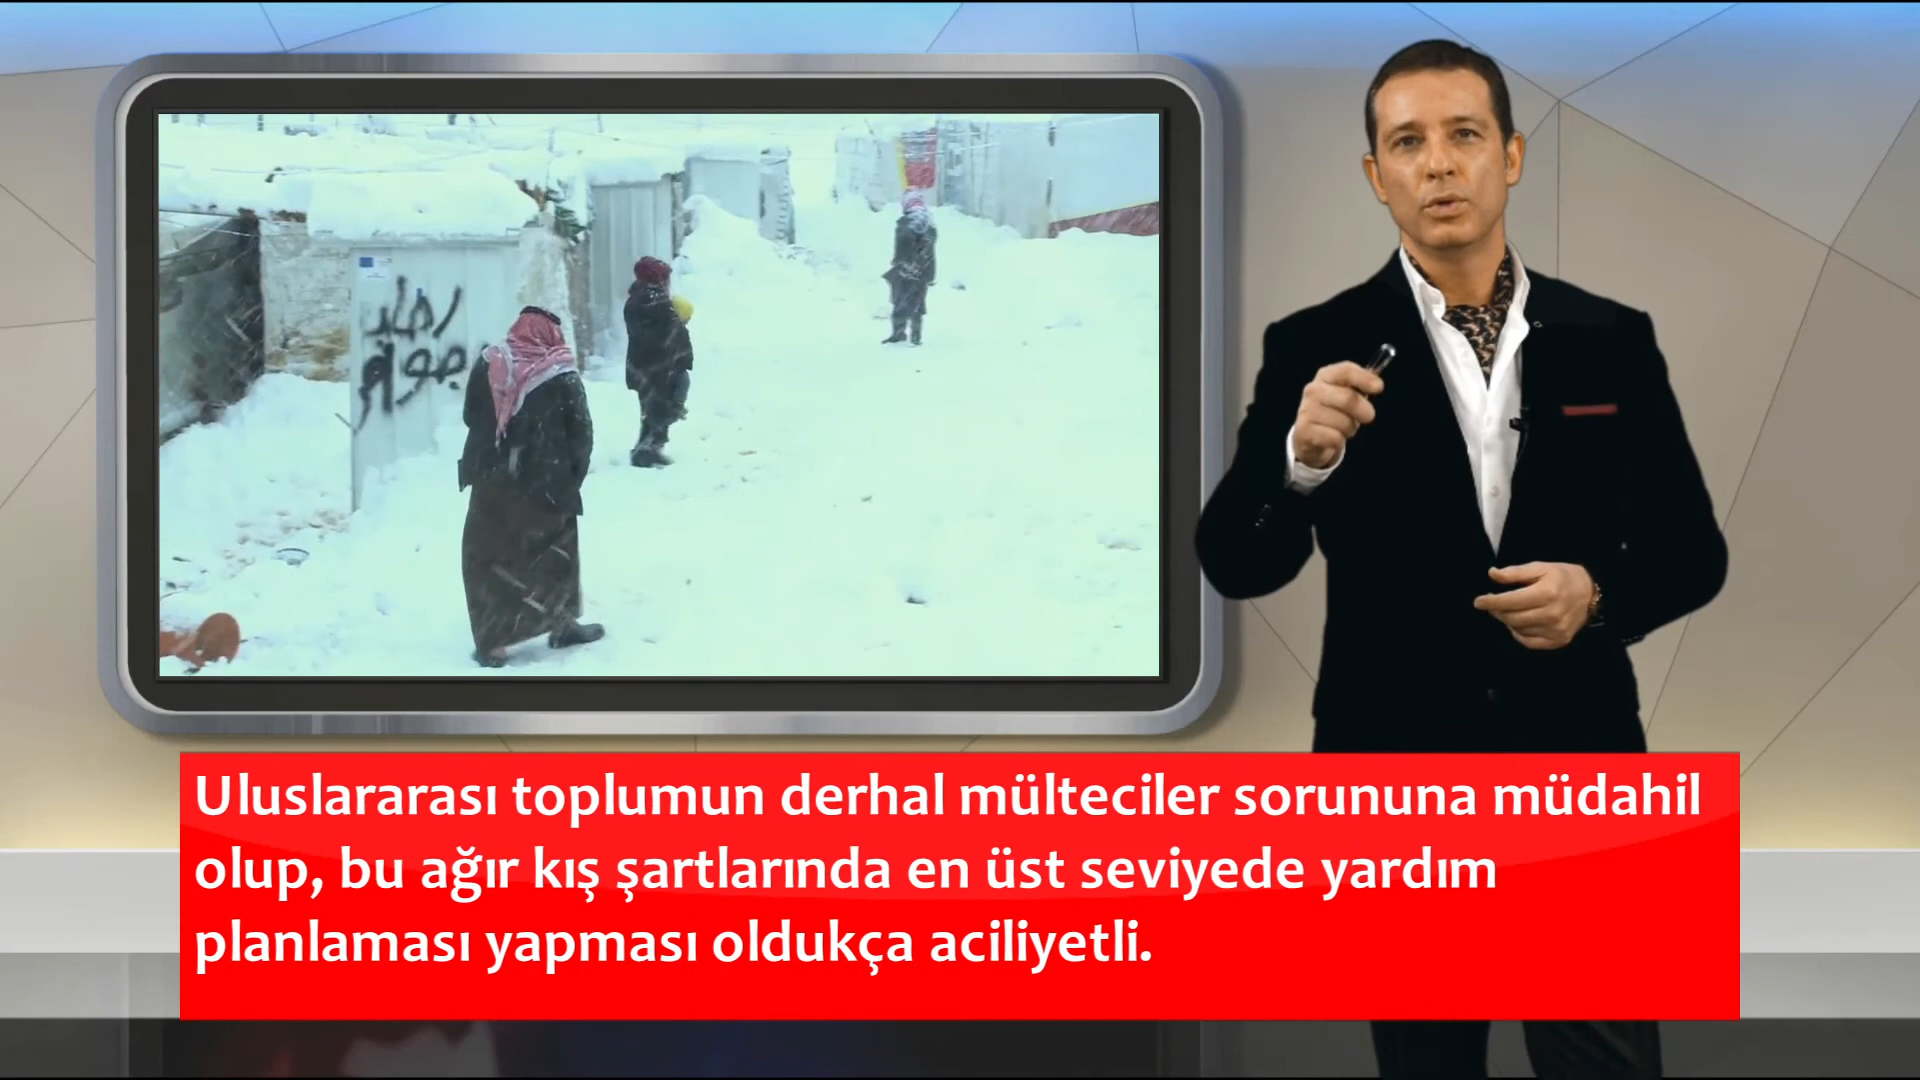 Uluslararası toplumun derhal mülteciler sorununa müdahil
olup, bu ağır kış şartlarında en üst seviyede yardım
planlaması yapması oldukça aciliyetli.